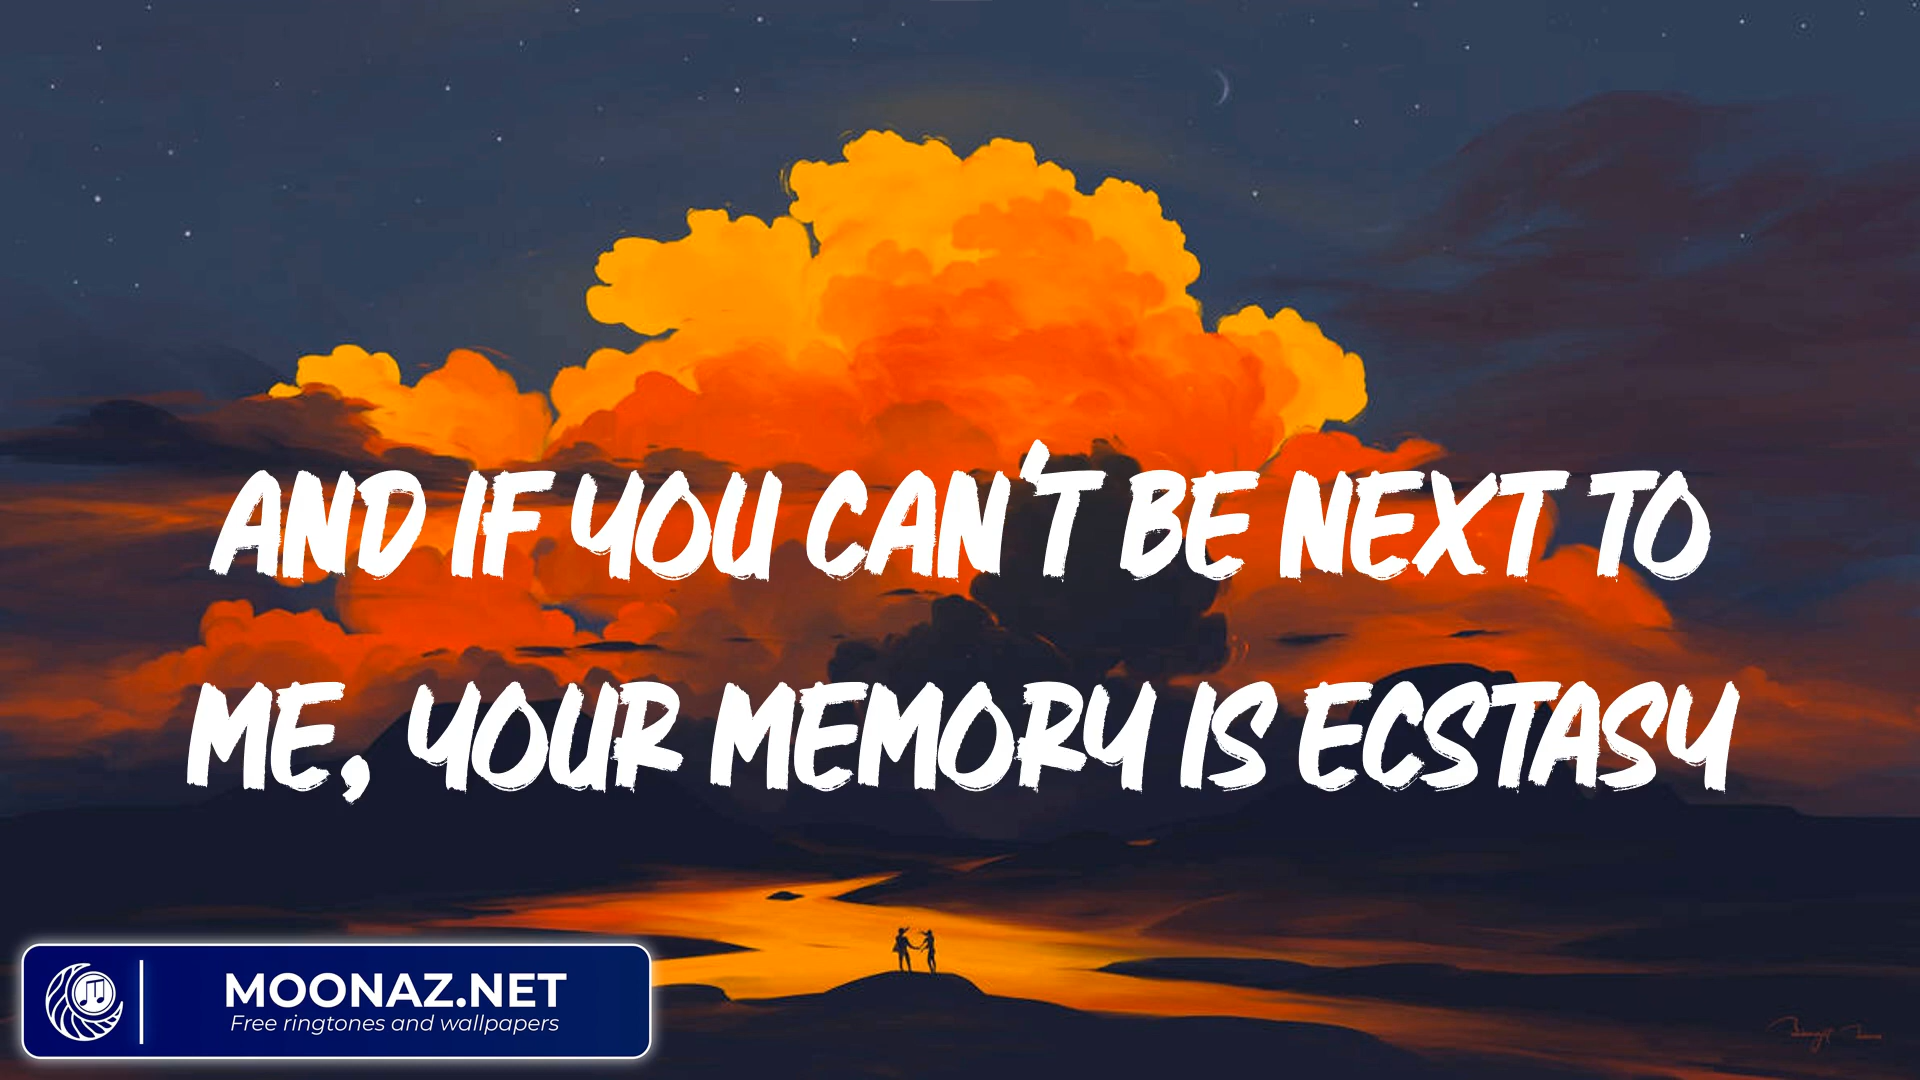 AND IF YOU CAN'T BE NEXT TO
ME, YOUR MEMORY IS ECSTASY
MOONAZ.NET
Free ringtones and wallpapers